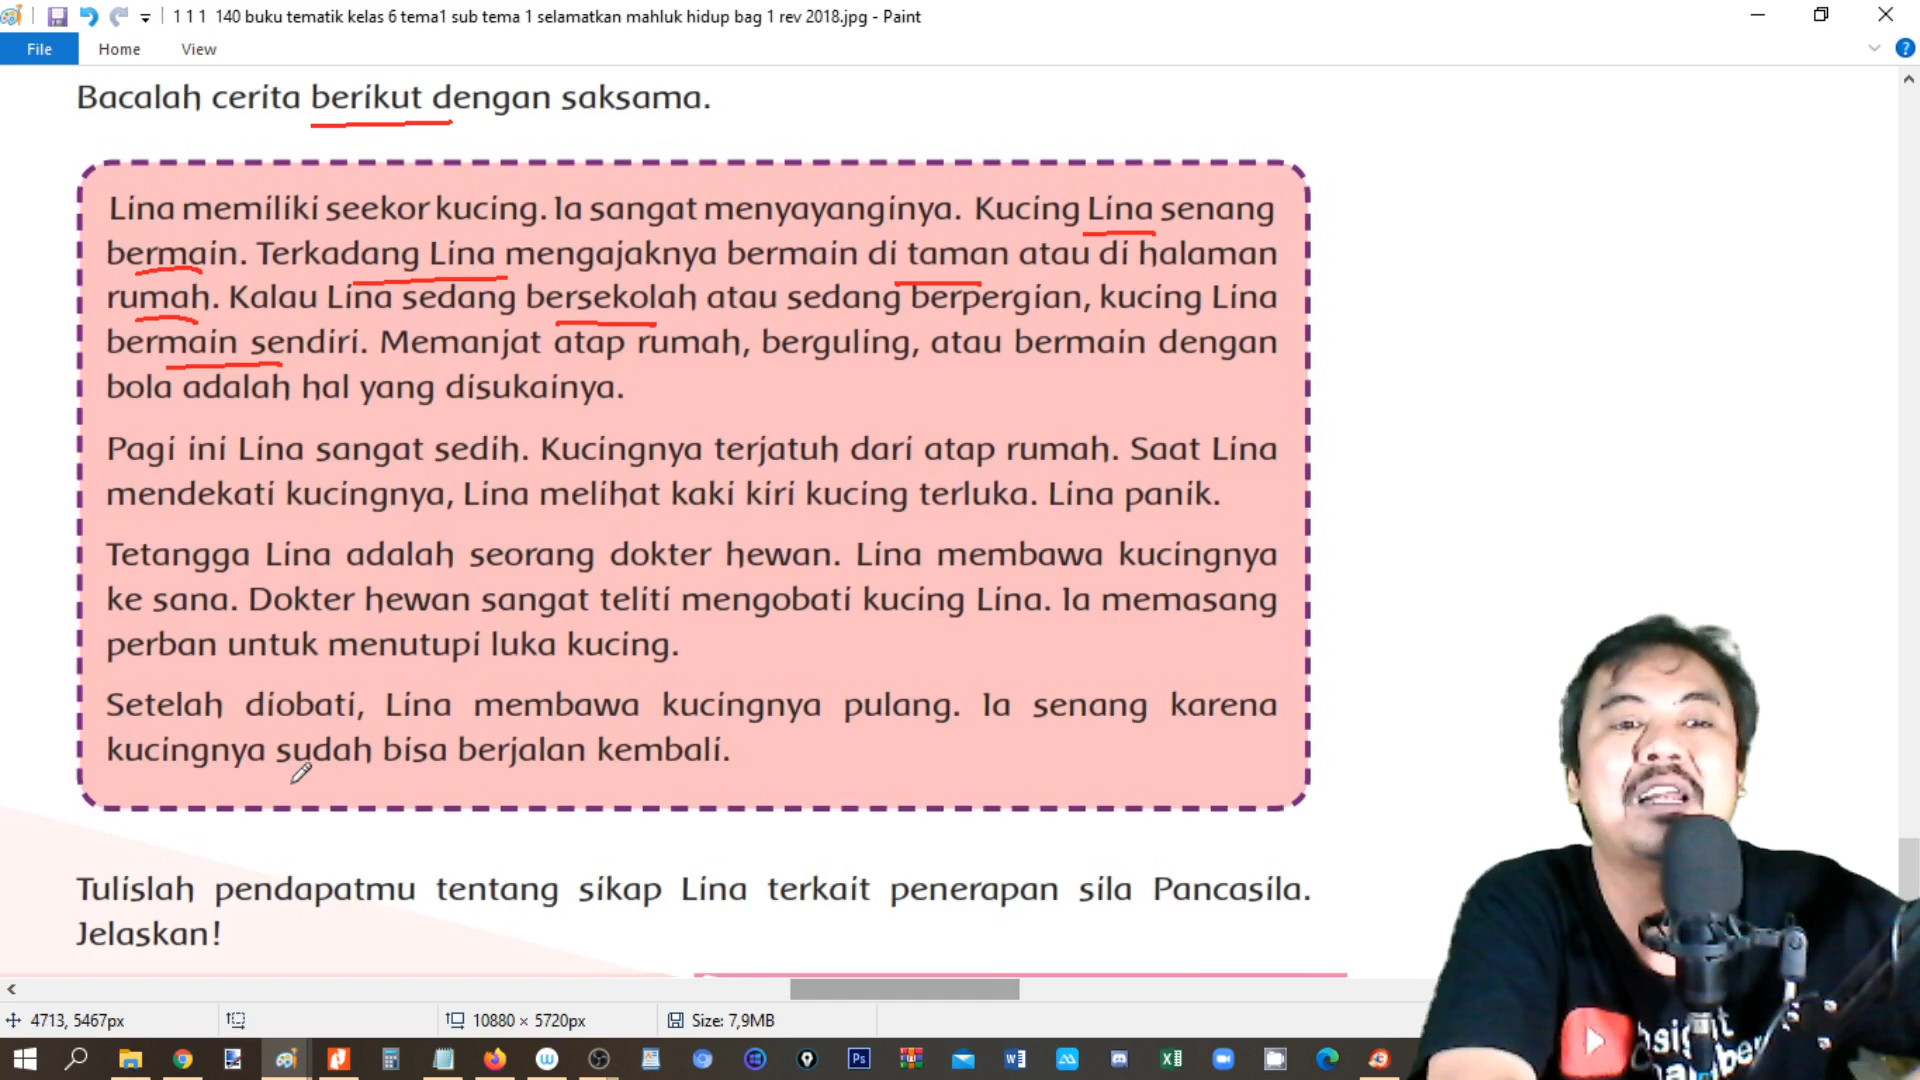 1 1 1 140 buku tematik kelas 6 tema1 sub tema 1 selamatkan mahluk hidup bag 1 rev 2018.jpg - Paint
File Home View
Bacalah cerita berikut dengan saksama.
Lina memiliki seekor kucing. Ia sangat menyayanginya. Kucing Lina senang
bermain. Terkadang Lina mengajaknya bermain di taman atau di halaman
rumah. Kalau Lina sedang bersekolah atau sedang berpergian, kucing Lina
bermain sendiri. Memanjat atap rumah, berguling, atau bermain dengan
bola adalah hal yang disukainya.
Pagi ini Lina sangat sedih. Kucingnya terjatuh dari atap rumah. Saat Lina
mendekati kucingnya, Lina melihat kaki kiri kucing terluka. Lina panik.
Tetangga Lina adalah seorang dokter hewan. Lina membawa kucingnya
ke sana. Dokter hewan sangat teliti mengobati kucing Lina. Ia memasang
perban untuk menutupi luka kucing.
Setelah diobati, Lina membawa kucingnya pulang. Ia senang karena
kucingnya sudah bisa berjalan kembali.
Tulislah pendapatmu tentang sikap Lina terkait penerapan sila Pancasila.
Jelaskan!
4713, 5467px
10880 × 5720px
Size: 7,9MB
Ps